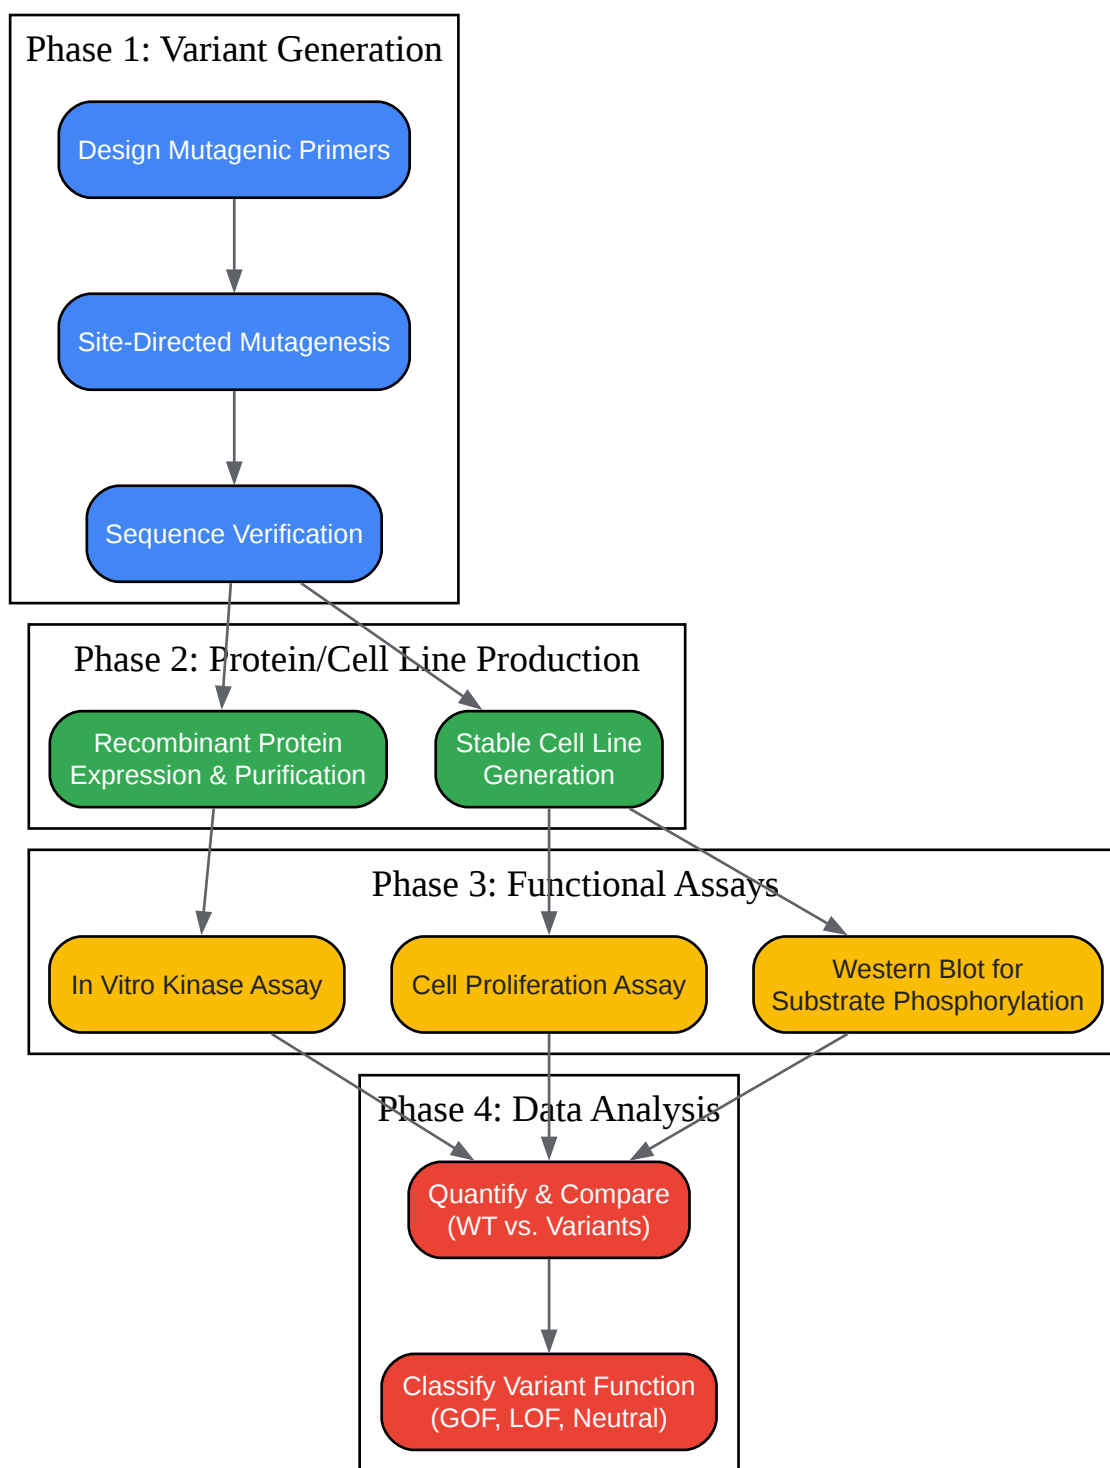 Phase 1: Variant Generation
Design Mutagenic Primers
Site-Directed Mutagenesis
Sequence Verification
Phase 2: Protein/Cell Line Production
Recombinant Protein
Expression & Purification
Stable Cell Line
Generation
Phase 3: Functional Assays
In Vitro Kinase Assay
Cell Proliferation Assay
Western Blot for
Substrate Phosphorylation
Phase 4: Data Analysis
Quantify & Compare
(WT vs. Variants)
Classify Variant Function
(GOF, LOF, Neutral)